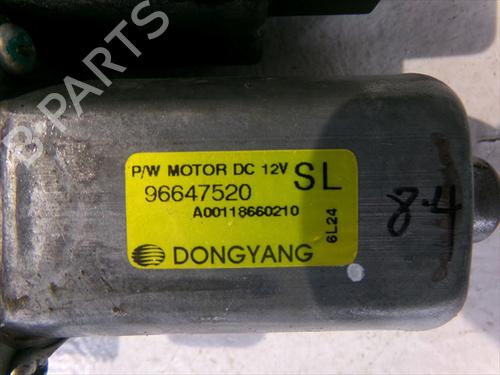 P/W MOTOR DC 12V SL
96647520
A00118660210
6L24
DONGYANG
84
B-PARTS